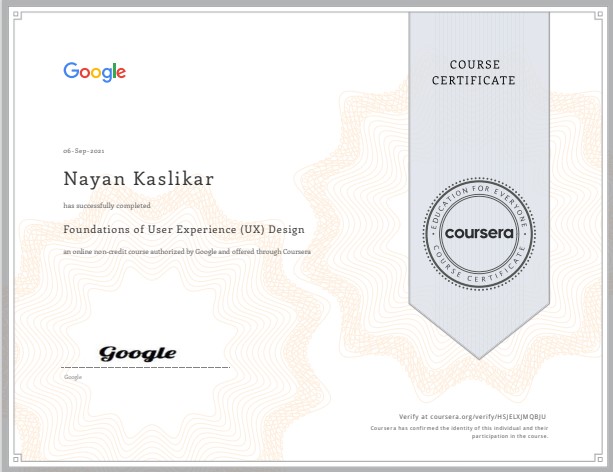 Google
COURSE
CERTIFICATE
06-Sep-2021
Nayan Kaslikar
has successfully completed
Foundations of User Experience (UX) Design
an online non-credit course authorized by Google and offered through Coursera
EDUCATION FOR EVERYONE
coursera
COURSE CERTIFICATE
Google
Google
Verify at coursera.org/verify/HSJELXJMQBJU
Coursera has confirmed the identity of this individual and their
participation in the course.